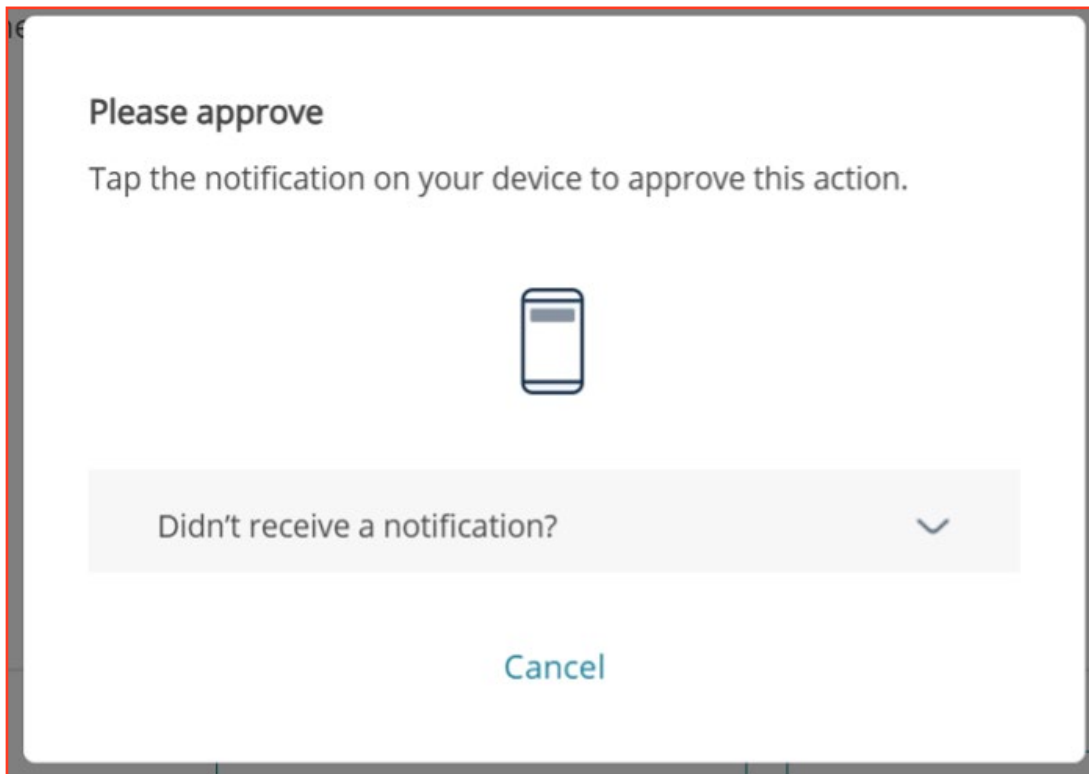 Please approve
Tap the notification on your device to approve this action.
Didn't receive a notification?
Cancel